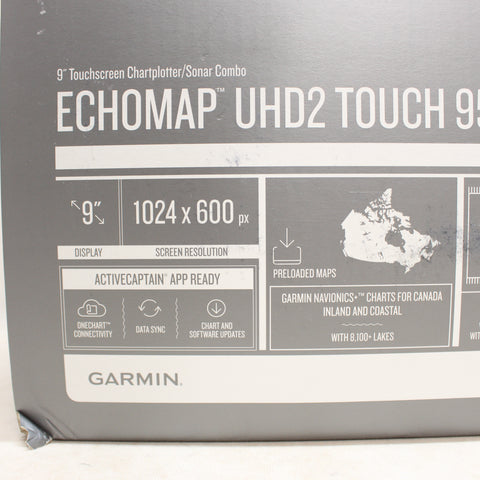 9" Touchscreen Chartplotter/Sonar Combo
ECHOMAP™ UHD2 TOUCH 95
9"
1024 x 600 px
DISPLAY
SCREEN RESOLUTION
ACTIVECAPTAIN® APP READY
ONECHART™
CONNECTIVITY
DATA SYNC
CHART AND
SOFTWARE UPDATES
PRELOADED MAPS
GARMIN NAVIONICS+™ CHARTS FOR CANADA
INLAND AND COASTAL
WITH 8,100+ LAKES
GARMIN.